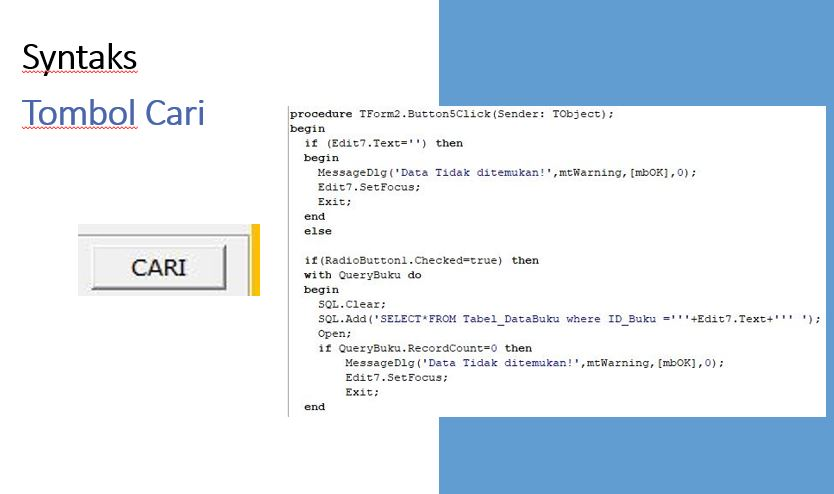 Syntaks
Tombol Cari
CARI
procedure TForm2.Button5Click(Sender: TObject);
begin
if (Edit7.Text='') then
begin
MessageDlg('Data Tidak ditemukan!',mtWarning,[mbOK],0);
Edit7.SetFocus;
Exit;
end
else
if(RadioButton1.Checked=true) then
with QueryBuku do
begin
SQL.Clear;
SQL.Add('SELECT*FROM Tabel_DataBuku where ID_Buku ='''+Edit7.Text+''' ');
Open;
if QueryBuku.RecordCount=0 then
MessageDlg('Data Tidak ditemukan!',mtWarning,[mbOK],0);
Edit7.SetFocus;
Exit;
end